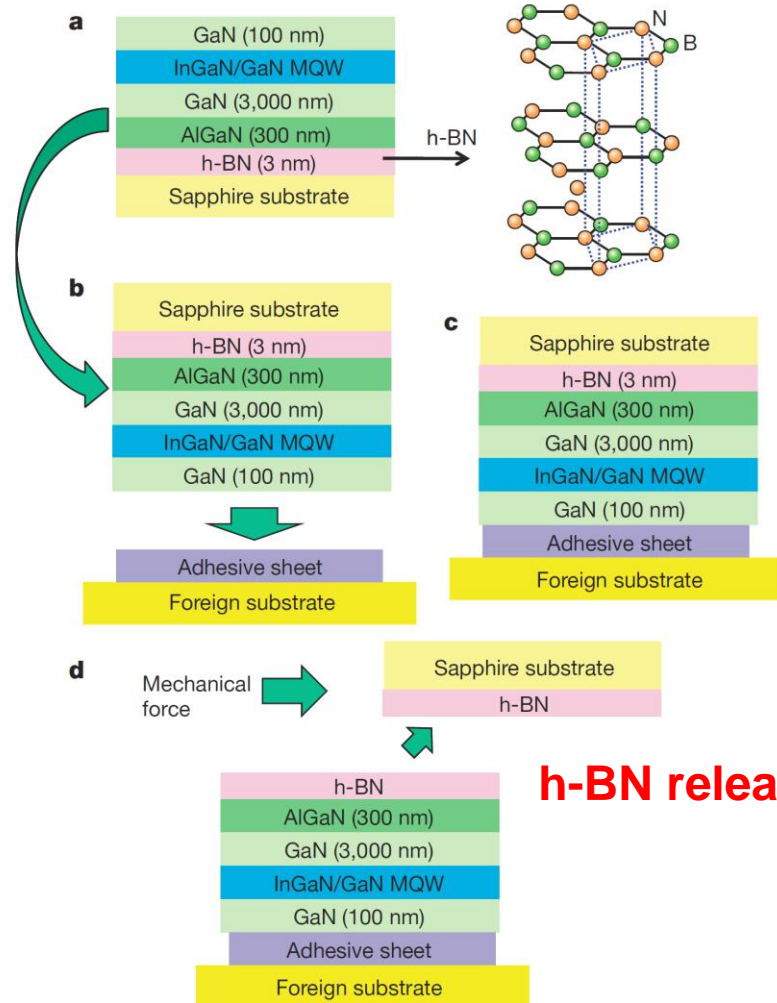 a
GaN (100 nm)
InGaN/GaN MQW
GaN (3,000 nm)
AlGaN (300 nm)
h-BN (3 nm)
Sapphire substrate
h-BN
N
B
b
Sapphire substrate
h-BN (3 nm)
AlGaN (300 nm)
GaN (3,000 nm)
InGaN/GaN MQW
GaN (100 nm)
Adhesive sheet
Foreign substrate
c
Sapphire substrate
h-BN (3 nm)
AlGaN (300 nm)
GaN (3,000 nm)
InGaN/GaN MQW
GaN (100 nm)
Adhesive sheet
Foreign substrate
d
Mechanical
force
Sapphire substrate
h-BN
h-BN
AlGaN (300 nm)
GaN (3,000 nm)
InGaN/GaN MQW
GaN (100 nm)
Adhesive sheet
Foreign substrate
h-BN relea